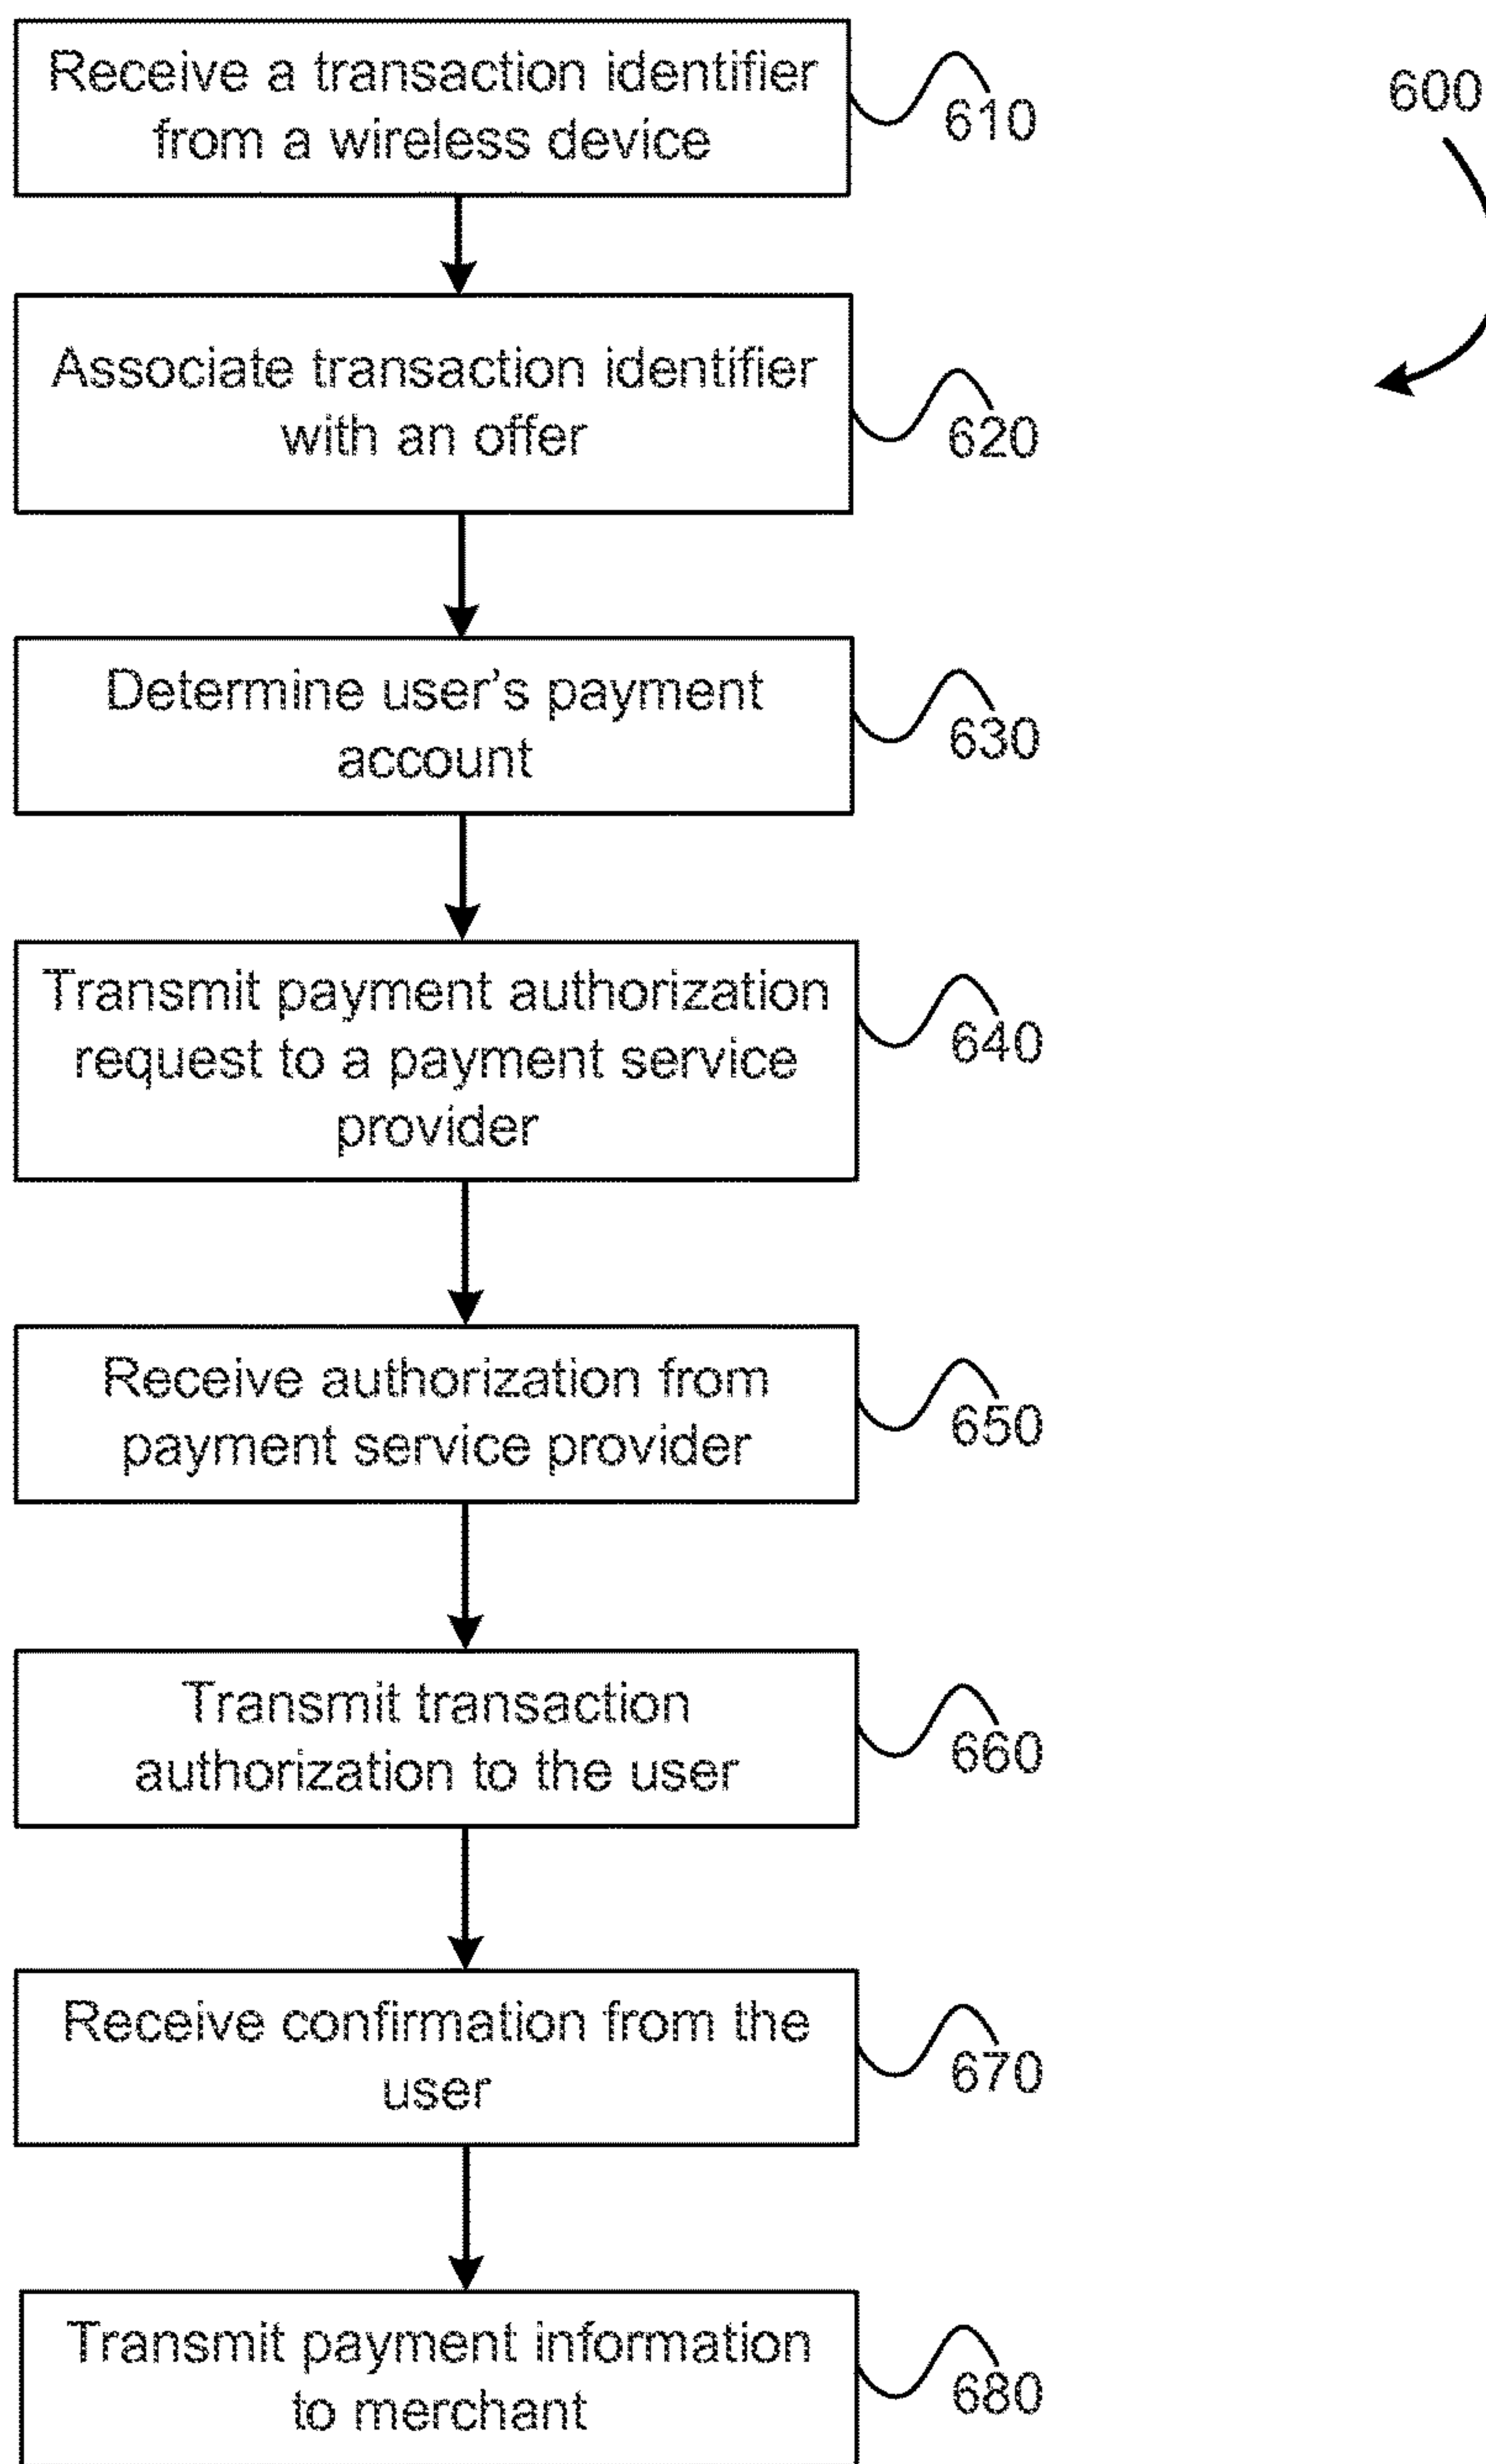 Receive a transaction identifier
from a wireless device
610
600
Associate transaction identifier
with an offer
620
Determine user's payment
account
630
Transmit payment authorization
request to a payment service
provider
640
Receive authorization from
payment service provider
650
Transmit transaction
authorization to the user
660
Receive confirmation from the
user
670
Transmit payment information
to merchant
680